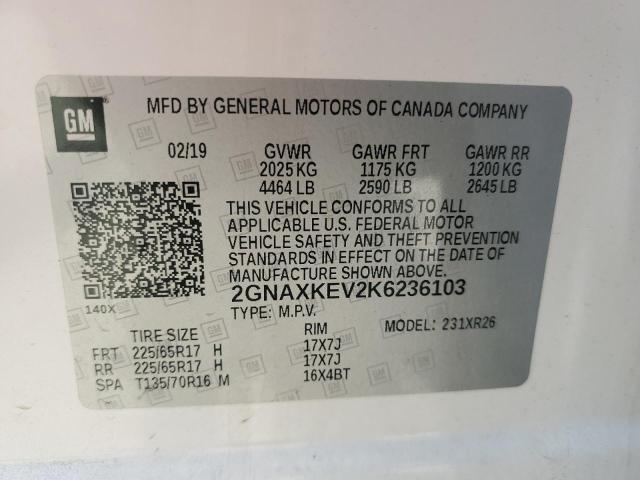 GM
MFD BY GENERAL MOTORS OF CANADA COMPANY
02/19 GVWR GAWR FRT GAWR RR
2025 KG 1175 KG 1200 KG
4464 LB 2590 LB 2645 LB
THIS VEHICLE CONFORMS TO ALL
APPLICABLE U.S. FEDERAL MOTOR
VEHICLE SAFETY AND THEFT PREVENTION
STANDARDS IN EFFECT ON THE DATE OF
MANUFACTURE SHOWN ABOVE.
2GNAXKEV2K6236103
140X
TYPE: M.P.V. MODEL: 231XR26
TIRE SIZE RIM
FRT 225/65R17 H 17X7J
RR 225/65R17 H 17X7J
SPA T135/70R16 M 16X4BT